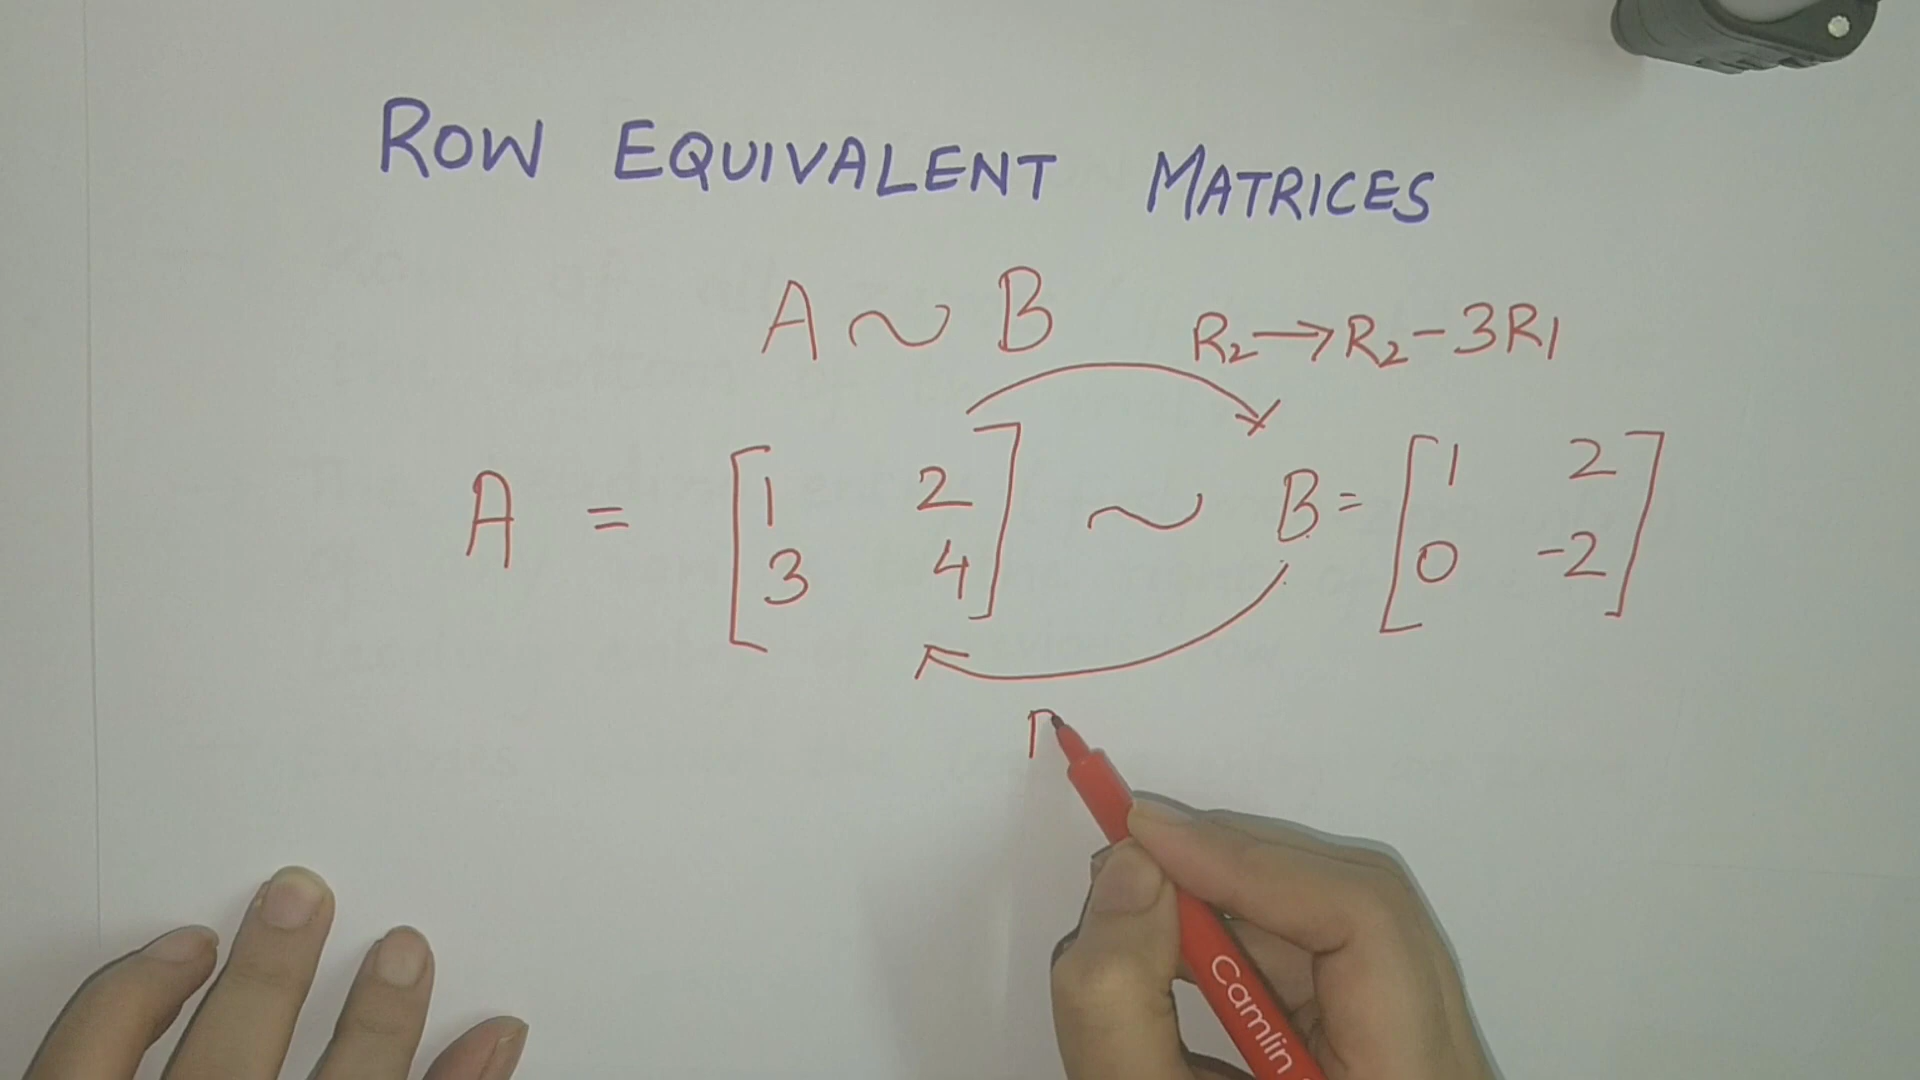 ROW EQUIVALENT MATRICES
A ~ B R₂→R₂-3R₁
A = [1 2 ~ B = [1 2
3 4] 0 -2]
Camlin